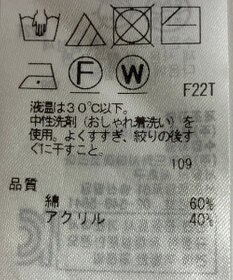 F W F22T
液温は30℃以下。
中性洗剤(おしゃれ着洗い)を
使用。よくすすぎ、絞りの後す
ぐに干すこと。
109
品質
綿 60%
アクリル 40%